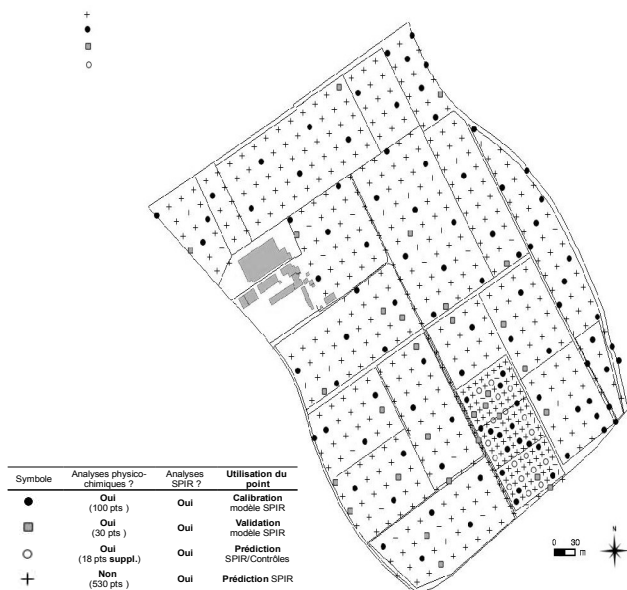 Symbole Analyses physico-chimiques ? Analyses SPIR ? Utilisation du point
Oui (100 pts ) Oui Calibration modèle SPIR
Oui (30 pts ) Oui Validation modèle SPIR
Oui (18 pts suppl.) Oui Prédiction SPIR/Contrôles
Non (530 pts) Oui Prédiction SPIR
N
0 30
m